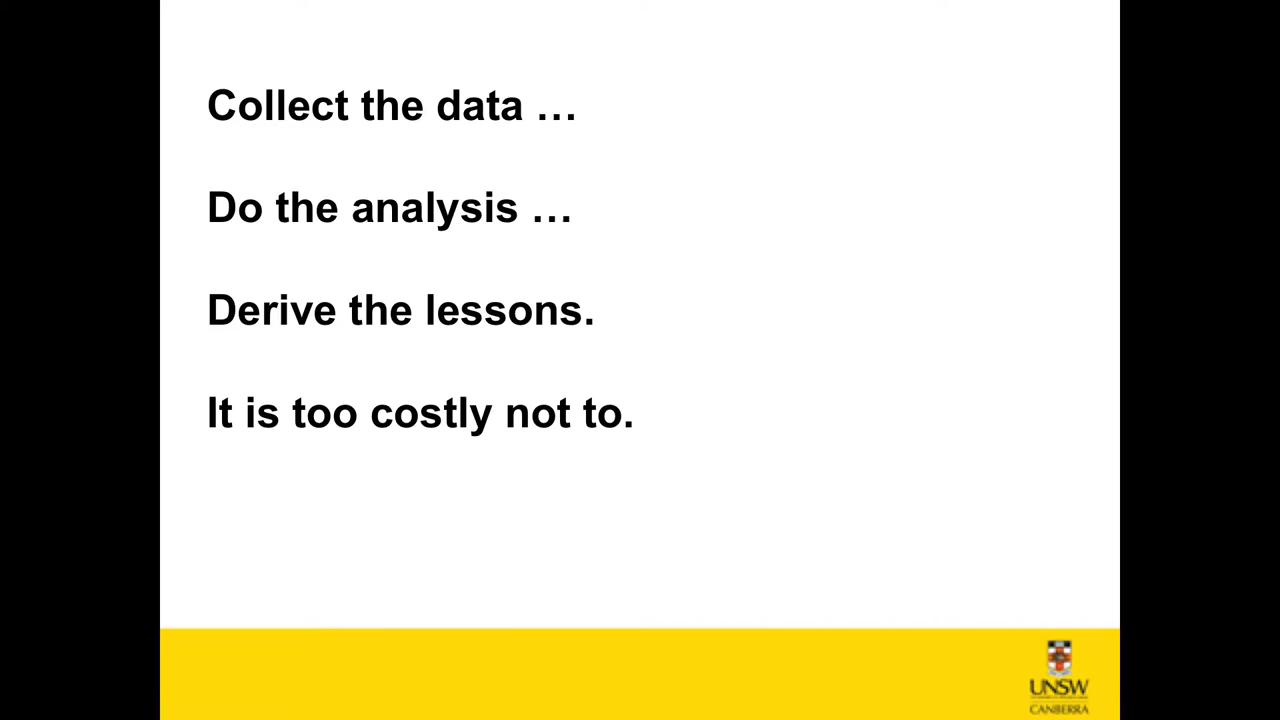 Collect the data …
Do the analysis …
Derive the lessons.
It is too costly not to.
UNSW
CANBERRA